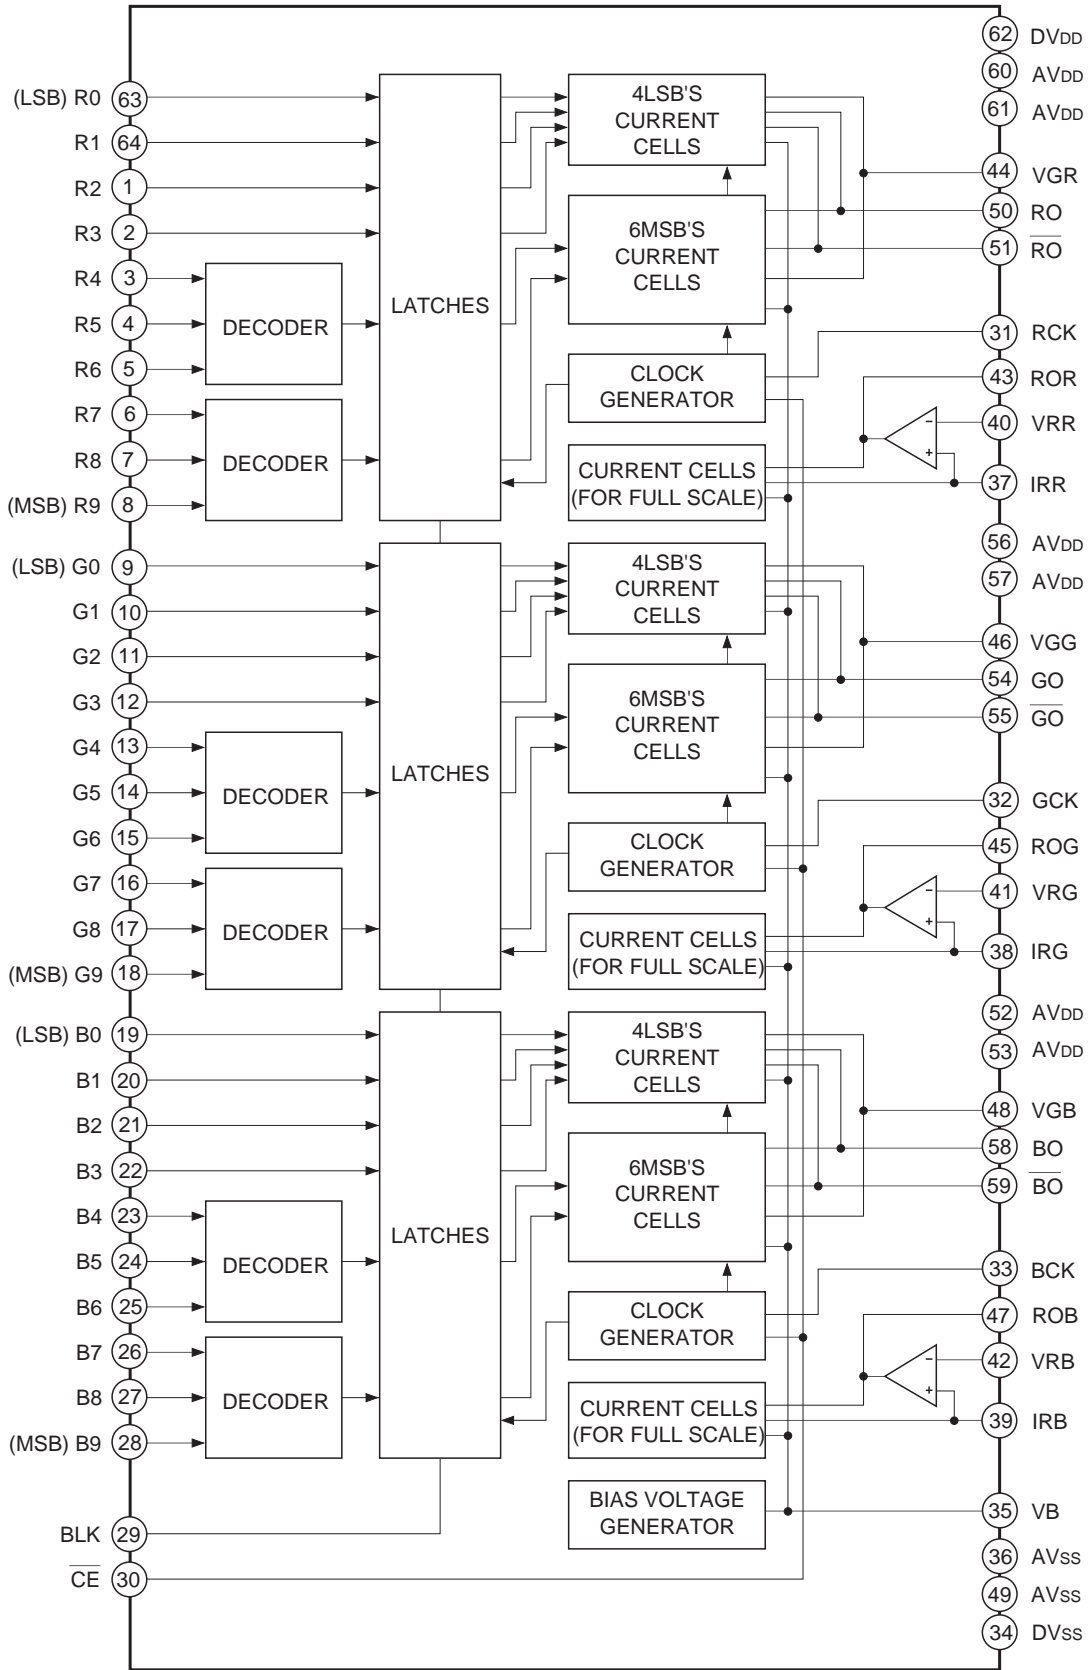 (LSB) R0 63
R1 64
R2 1
R3 2
R4 3
R5 4
R6 5
R7 6
R8 7
(MSB) R9 8
(LSB) G0 9
G1 10
G2 11
G3 12
G4 13
G5 14
G6 15
G7 16
G8 17
(MSB) G9 18
(LSB) B0 19
B1 20
B2 21
B3 22
B4 23
B5 24
B6 25
B7 26
B8 27
(MSB) B9 28
BLK 29
CE 30
DECODER
DECODER
DECODER
DECODER
DECODER
DECODER
LATCHES
LATCHES
LATCHES
4LSB'S
CURRENT
CELLS
6MSB'S
CURRENT
CELLS
CLOCK
GENERATOR
CURRENT CELLS
(FOR FULL SCALE)
4LSB'S
CURRENT
CELLS
6MSB'S
CURRENT
CELLS
CLOCK
GENERATOR
CURRENT CELLS
(FOR FULL SCALE)
4LSB'S
CURRENT
CELLS
6MSB'S
CURRENT
CELLS
CLOCK
GENERATOR
CURRENT CELLS
(FOR FULL SCALE)
BIAS VOLTAGE
GENERATOR
−
+
−
+
−
+
62 DVDD
60 AVDD
61 AVDD
44 VGR
50 RO
51 RO
31 RCK
43 ROR
40 VRR
37 IRR
56 AVDD
57 AVDD
46 VGG
54 GO
55 GO
32 GCK
45 ROG
41 VRG
38 IRG
52 AVDD
53 AVDD
48 VGB
58 BO
59 BO
33 BCK
47 ROB
42 VRB
39 IRB
35 VB
36 AVSS
49 AVSS
34 DVSS